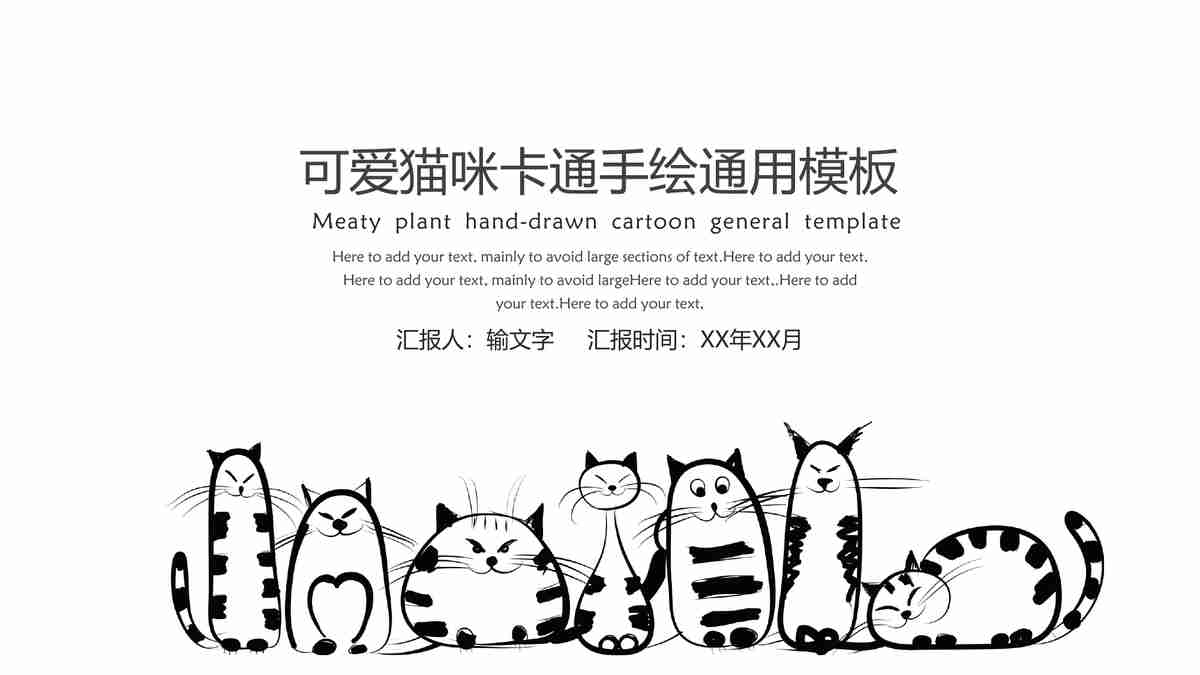 可爱猫咪卡通手绘通用模板
Meaty plant hand-drawn cartoon general template
Here to add your text, mainly to avoid large sections of text.Here to add your text.
Here to add your text, mainly to avoid largeHere to add your text,.Here to add
your text.Here to add your text,
汇报人：输文字 汇报时间：XX年XX月